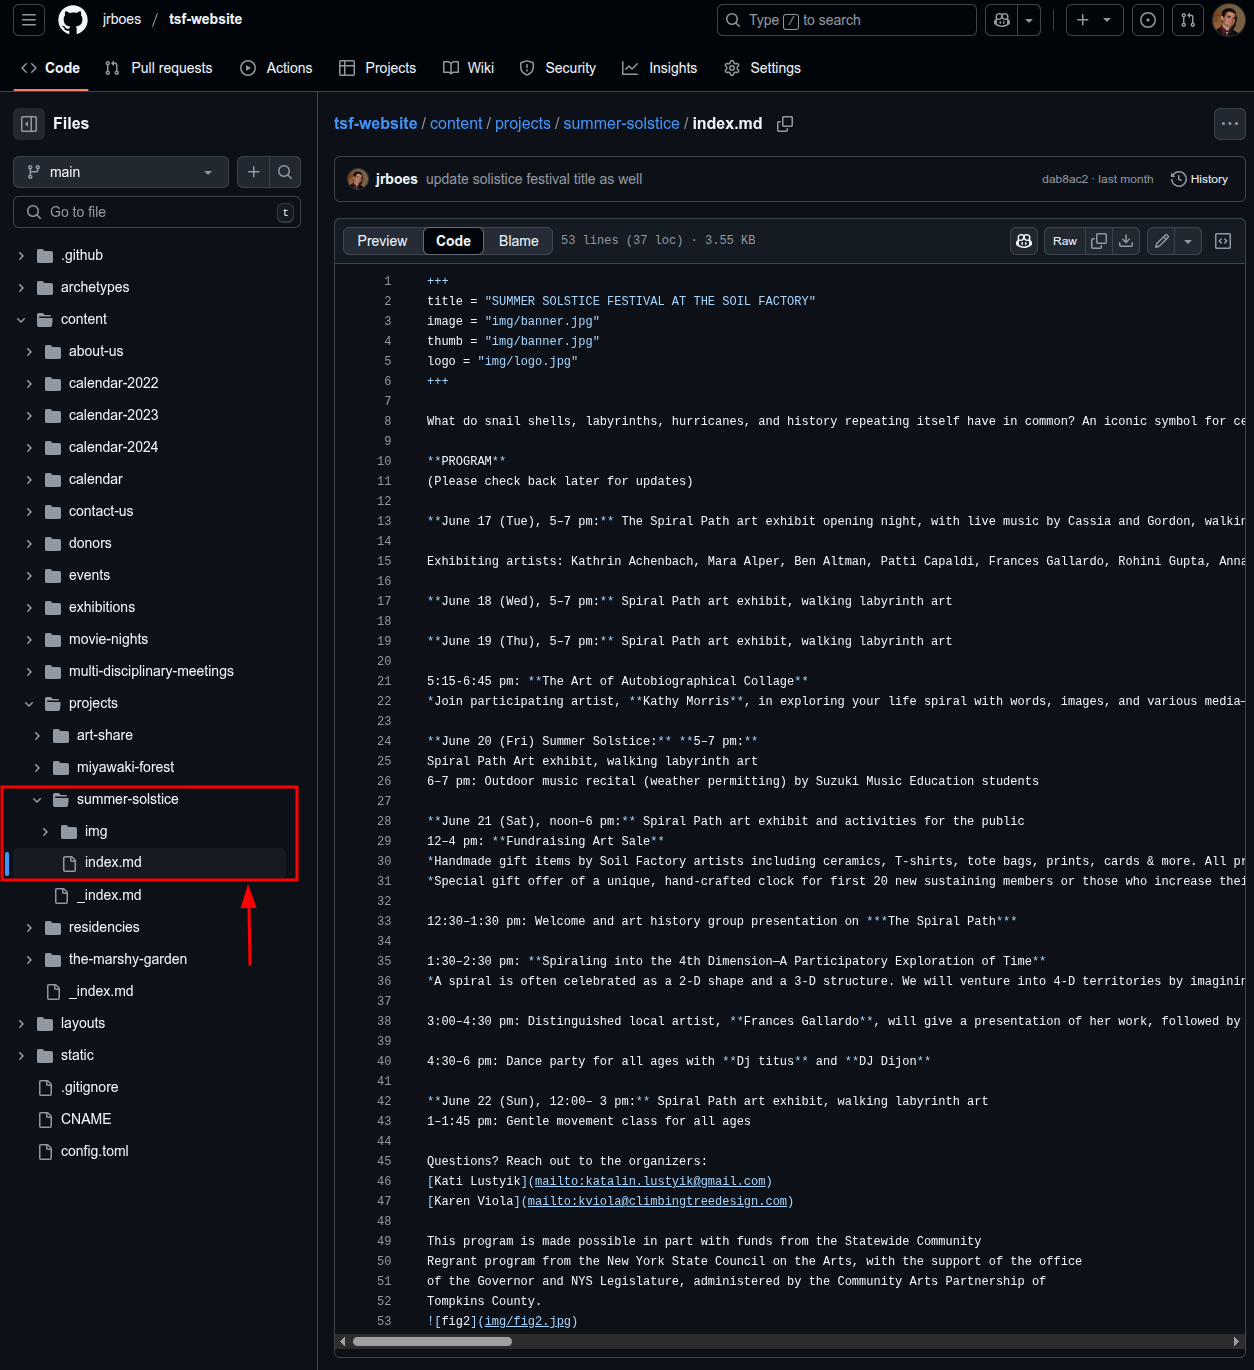 jrboes / tsf-website
Type / to search
Code
Pull requests
Actions
Projects
Wiki
Security
Insights
Settings
Files
main
Go to file
t
.github
archetypes
content
about-us
calendar-2022
calendar-2023
calendar-2024
calendar
contact-us
donors
events
exhibitions
movie-nights
multi-disciplinary-meetings
projects
art-share
miyawaki-forest
summer-solstice
img
index.md
_index.md
residencies
the-marshy-garden
_index.md
layouts
static
.gitignore
CNAME
config.toml
tsf-website / content / projects / summer-solstice / index.md
jrboes update solistice festival title as well
dab8ac2 · last month
History
Preview
Code
Blame
53 lines (37 loc) · 3.55 KB
Raw
1 +++
2 title = "SUMMER SOLSTICE FESTIVAL AT THE SOIL FACTORY"
3 image = "img/banner.jpg"
4 thumb = "img/banner.jpg"
5 logo = "img/logo.jpg"
6 +++
7
8 What do snail shells, labyrinths, hurricanes, and history repeating itself have in common? An iconic symbol for ce
9
10 **PROGRAM**
11 (Please check back later for updates)
12
13 **June 17 (Tue), 5–7 pm:** The Spiral Path art exhibit opening night, with live music by Cassia and Gordon, walkin
14
15 Exhibiting artists: Kathrin Achenbach, Mara Alper, Ben Altman, Patti Capaldi, Frances Gallardo, Rohini Gupta, Anna
16
17 **June 18 (Wed), 5–7 pm:** Spiral Path art exhibit, walking labyrinth art
18
19 **June 19 (Thu), 5–7 pm:** Spiral Path art exhibit, walking labyrinth art
20
21 5:15-6:45 pm: **The Art of Autobiographical Collage**
22 *Join participating artist, **Kathy Morris**, in exploring your life spiral with words, images, and various media—
23
24 **June 20 (Fri) Summer Solstice:** **5–7 pm:**
25 Spiral Path Art exhibit, walking labyrinth art
26 6–7 pm: Outdoor music recital (weather permitting) by Suzuki Music Education students
27
28 **June 21 (Sat), noon–6 pm:** Spiral Path art exhibit and activities for the public
29 12–4 pm: **Fundraising Art Sale**
30 *Handmade gift items by Soil Factory artists including ceramics, T-shirts, tote bags, prints, cards & more. All pr
31 *Special gift offer of a unique, hand-crafted clock for first 20 new sustaining members or those who increase thei
32
33 12:30–1:30 pm: Welcome and art history group presentation on ***The Spiral Path***
34
35 1:30–2:30 pm: **Spiraling into the 4th Dimension—A Participatory Exploration of Time**
36 *A spiral is often celebrated as a 2-D shape and a 3-D structure. We will venture into 4-D territories by imaginin
37
38 3:00–4:30 pm: Distinguished local artist, **Frances Gallardo**, will give a presentation of her work, followed by
39
40 4:30–6 pm: Dance party for all ages with **Dj titus** and **DJ Dijon**
41
42 **June 22 (Sun), 12:00– 3 pm:** Spiral Path art exhibit, walking labyrinth art
43 1–1:45 pm: Gentle movement class for all ages
44
45 Questions? Reach out to the organizers:
46 [Kati Lustyik](mailto:katalin.lustyik@gmail.com)
47 [Karen Viola](mailto:kviola@climbingtreedesign.com)
48
49 This program is made possible in part with funds from the Statewide Community
50 Regrant program from the New York State Council on the Arts, with the support of the office
51 of the Governor and NYS Legislature, administered by the Community Arts Partnership of
52 Tompkins County.
53 ![fig2](img/fig2.jpg)